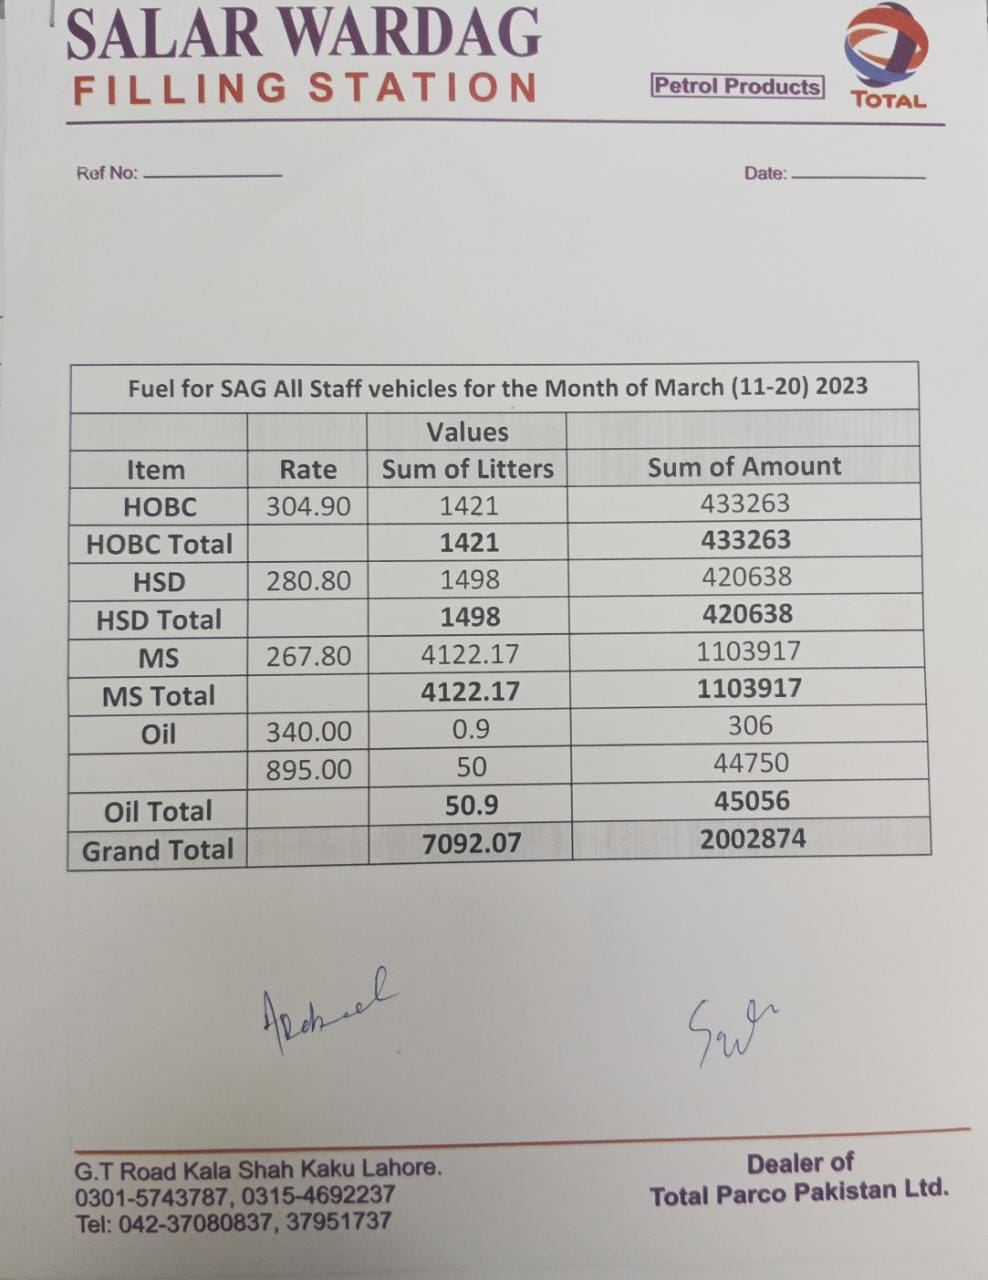 SALAR WARDAG
FILLING STATION
Petrol Products
TOTAL
Ref No:
Date:
Fuel for SAG All Staff vehicles for the Month of March (11-20) 2023
Values
Item Rate Sum of Litters Sum of Amount
HOBC 304.90 1421 433263
HOBC Total 1421 433263
HSD 280.80 1498 420638
HSD Total 1498 420638
MS 267.80 4122.17 1103917
MS Total 4122.17 1103917
Oil 340.00 0.9 306
895.00 50 44750
Oil Total 50.9 45056
Grand Total 7092.07 2002874
G.T Road Kala Shah Kaku Lahore.
0301-5743787, 0315-4692237
Tel: 042-37080837, 37951737
Dealer of
Total Parco Pakistan Ltd.